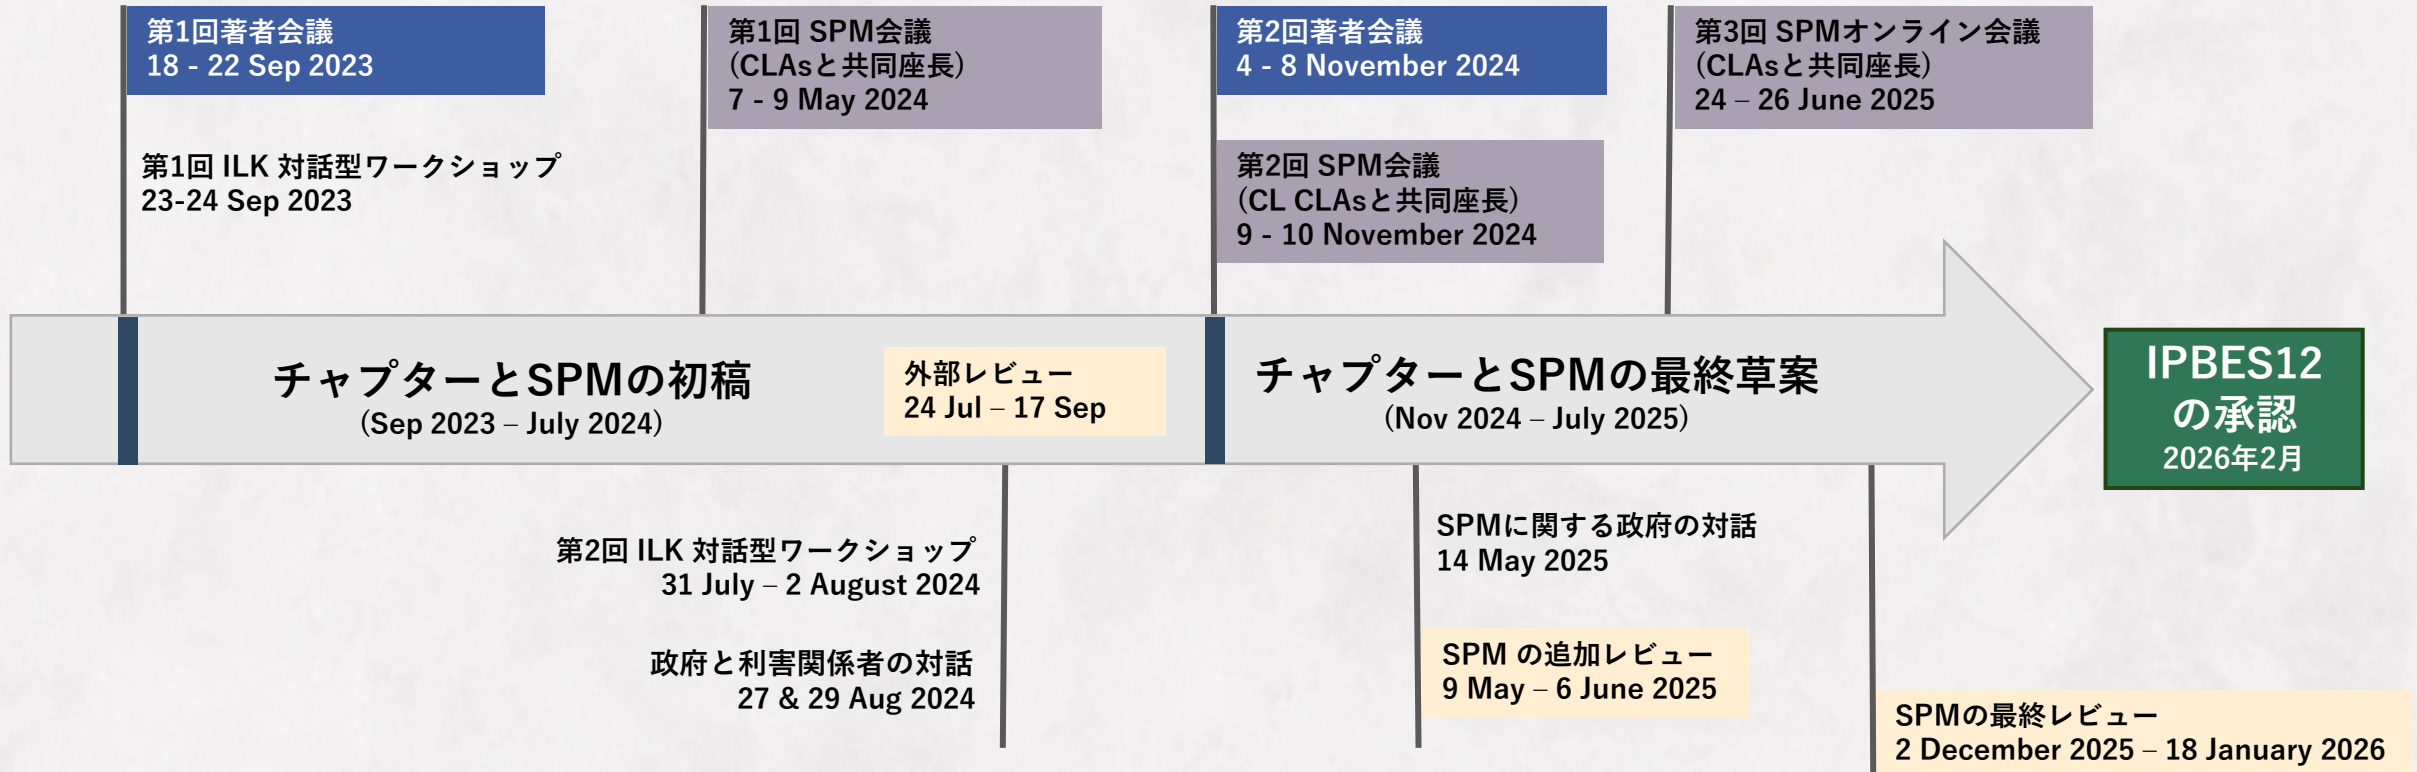 第1回著者会議
18 - 22 Sep 2023
第1回 ILK 対話型ワークショップ
23-24 Sep 2023
第1回 SPM会議
(CLAsと共同座長)
7 - 9 May 2024
第2回著者会議
4 - 8 November 2024
第2回 SPM会議
(CL CLAsと共同座長)
9 - 10 November 2024
第3回 SPMオンライン会議
(CLAsと共同座長)
24 – 26 June 2025
チャプターとSPMの初稿
(Sep 2023 – July 2024)
外部レビュー
24 Jul – 17 Sep
チャプターとSPMの最終草案
(Nov 2024 – July 2025)
IPBES12
の承認
2026年2月
第2回 ILK 対話型ワークショップ
31 July – 2 August 2024
政府と利害関係者の対話
27 & 29 Aug 2024
SPMに関する政府の対話
14 May 2025
SPM の追加レビュー
9 May – 6 June 2025
SPMの最終レビュー
2 December 2025 – 18 January 2026